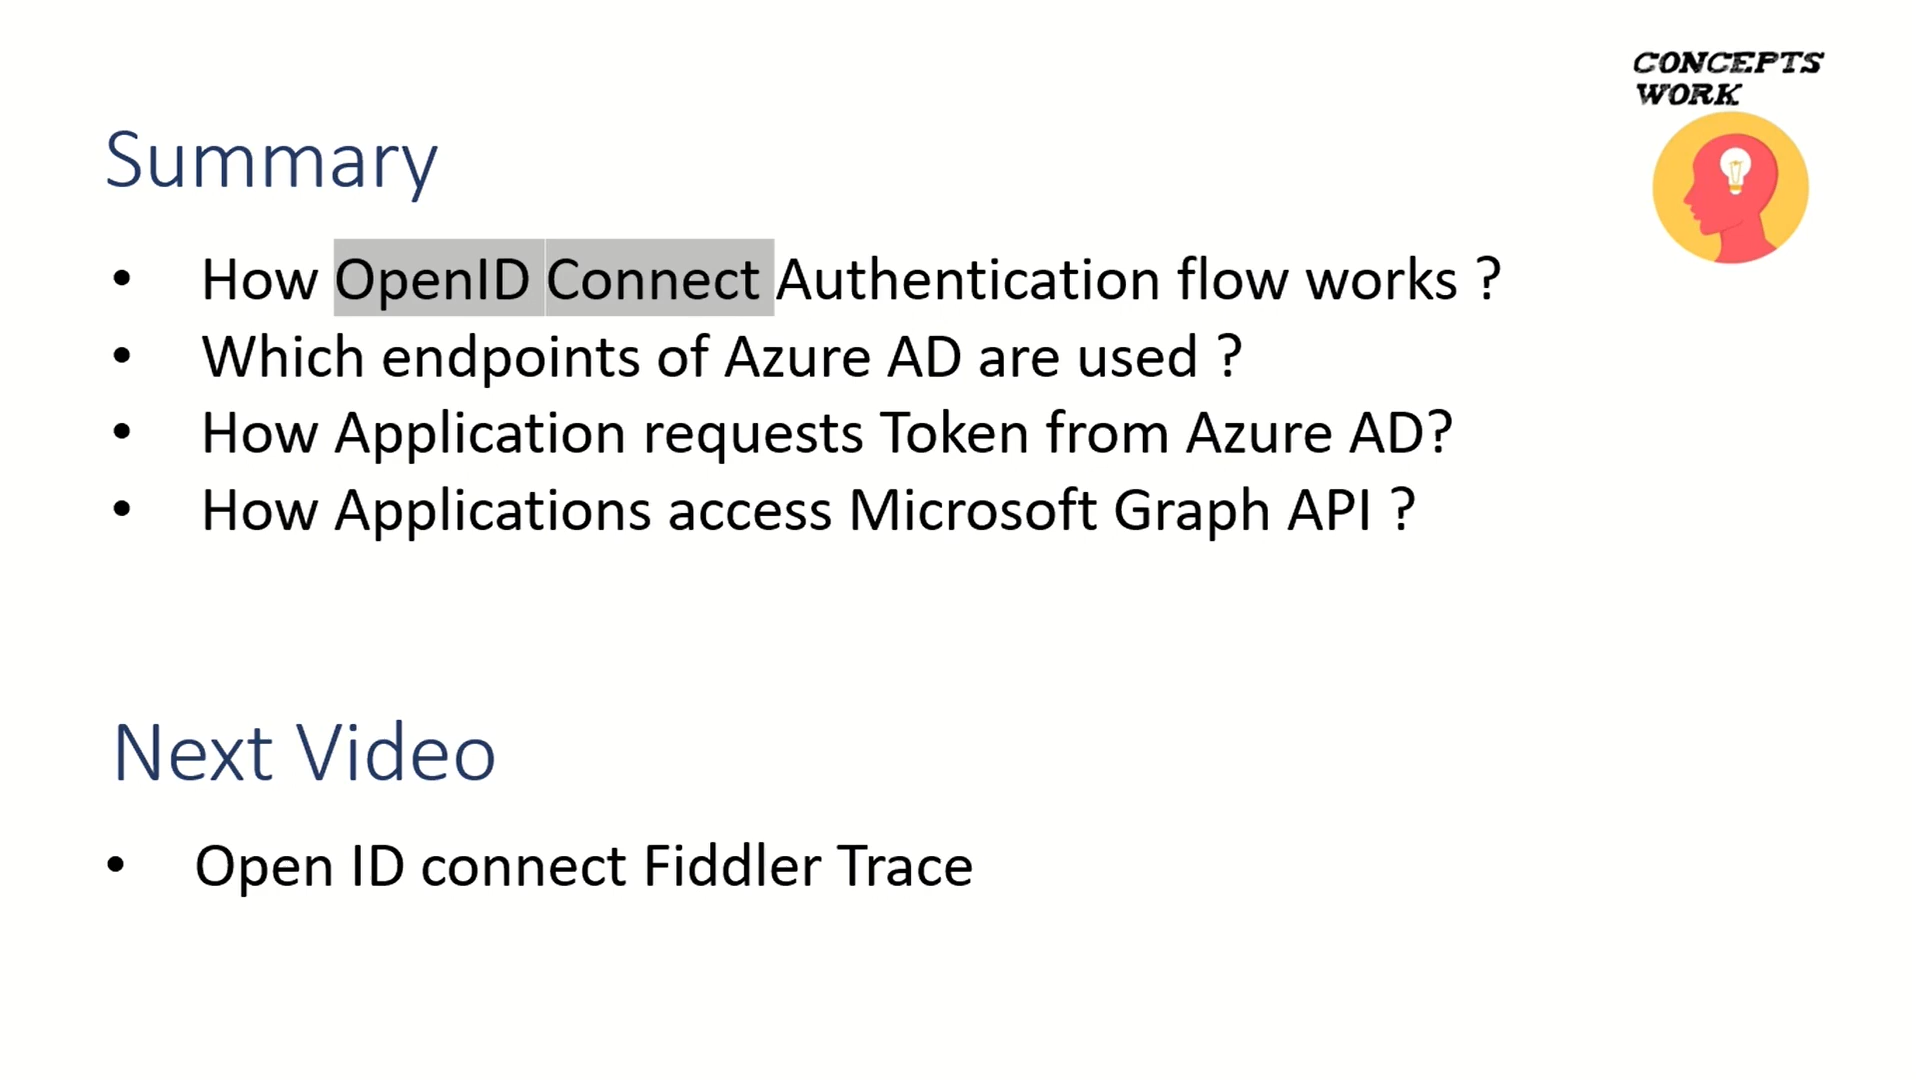 CONCEPTS
WORK
Summary
• How OpenID Connect Authentication flow works ?
• Which endpoints of Azure AD are used ?
• How Application requests Token from Azure AD?
• How Applications access Microsoft Graph API ?
Next Video
• Open ID connect Fiddler Trace